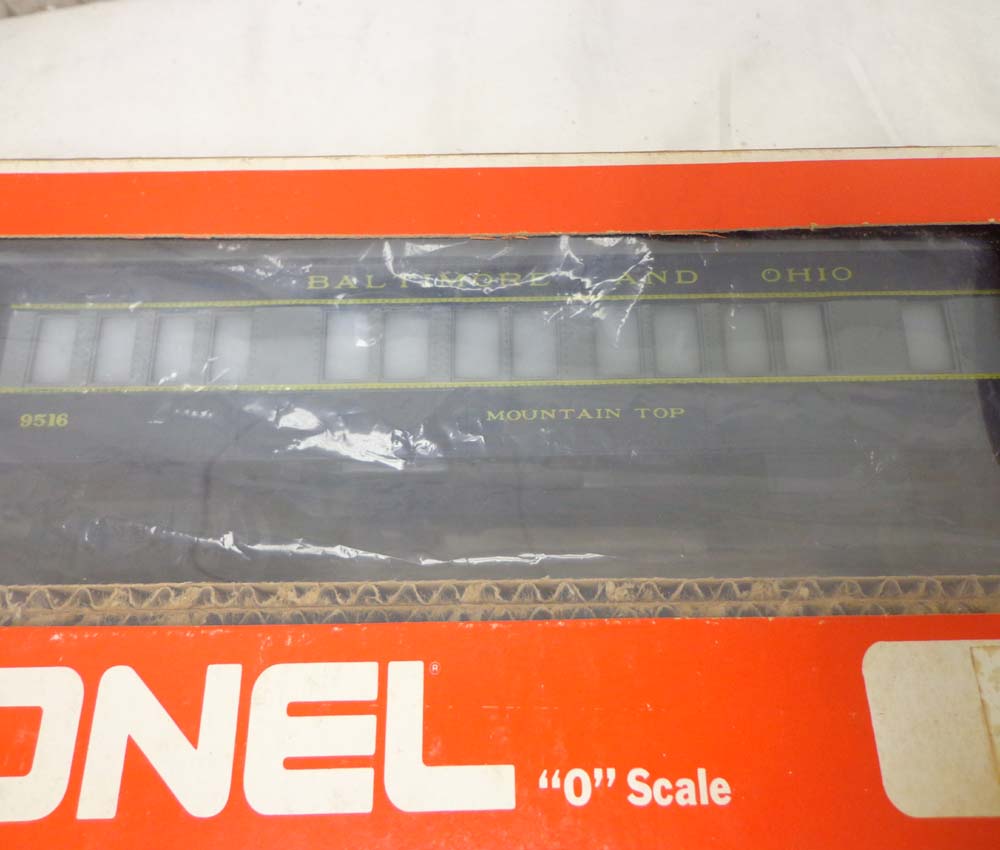 BALTIMORE AND OHIO
9516 MOUNTAIN TOP
ONEL®
"O" Scale